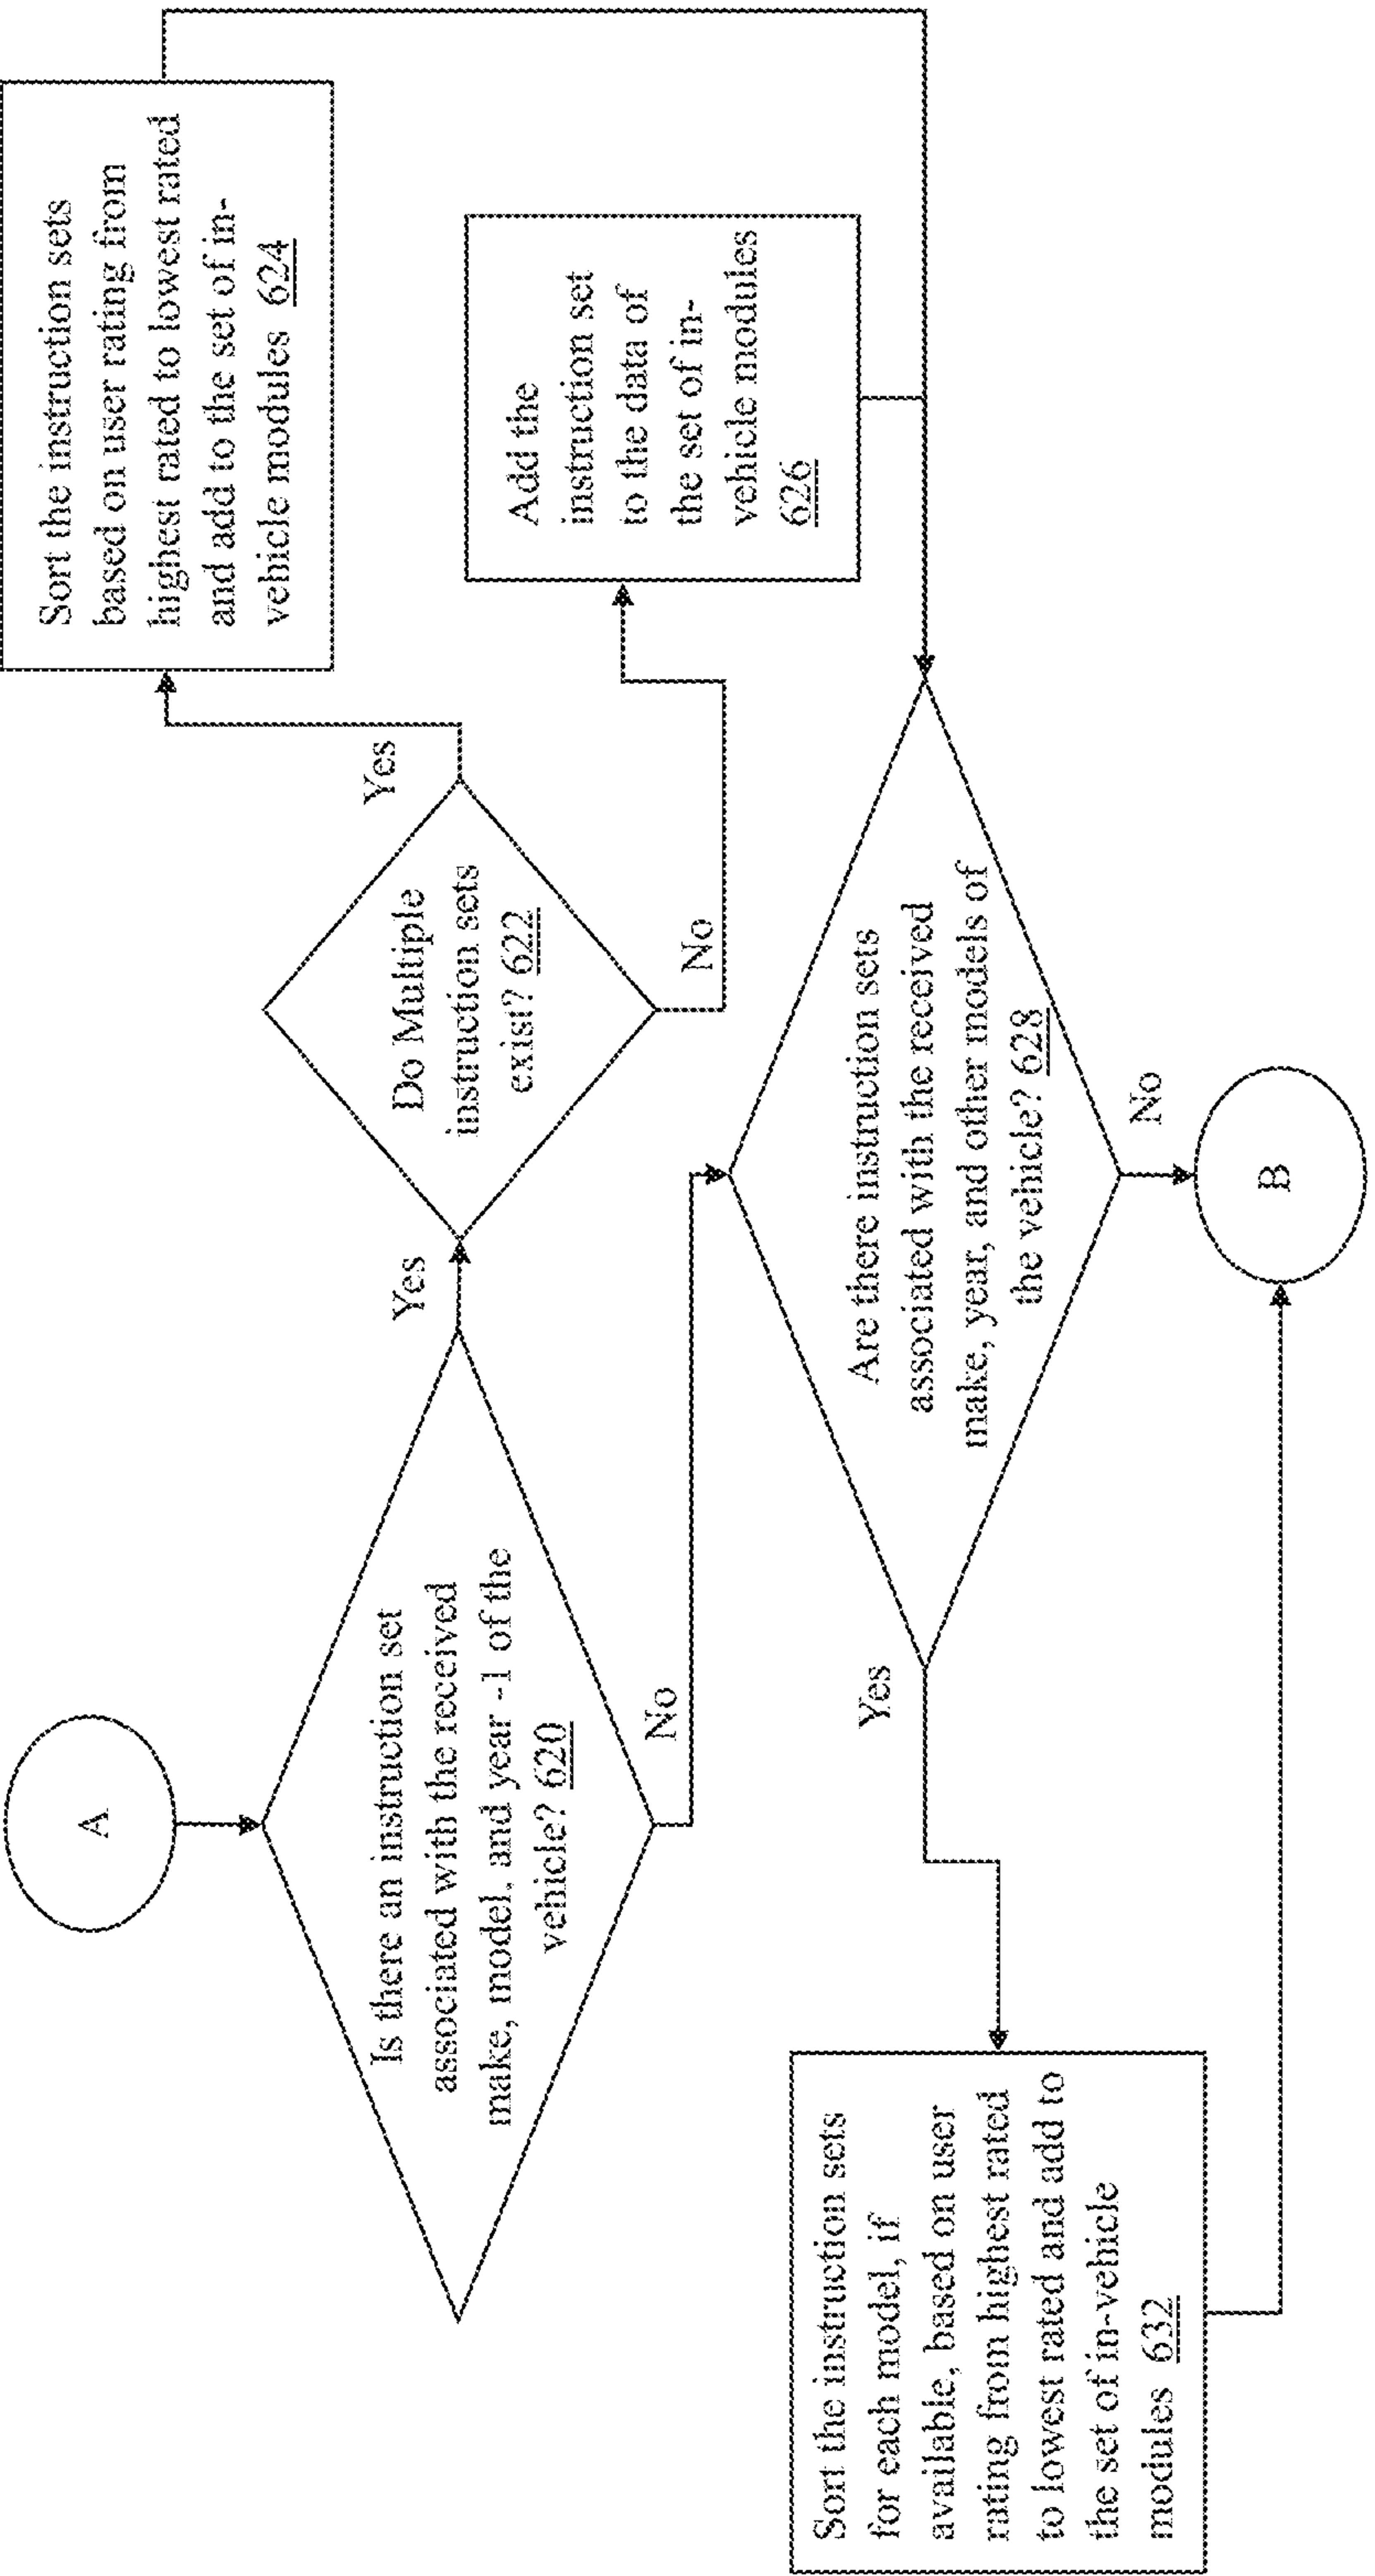 A
Is there an instruction set
associated with the received
make, model, and year -1 of the
vehicle? 620
Yes
No
Do Multiple
instruction sets
exist? 622
Yes
No
Sort the instruction sets
based on user rating from
highest rated to lowest rated
and add to the set of in-
vehicle modules 624
Add the
instruction set
to the data of
the set of in-
vehicle modules
626
Are there instruction sets
associated with the received
make, year, and other models of
the vehicle? 628
Yes
No
Sort the instruction sets
for each model, if
available, based on user
rating from highest rated
to lowest rated and add to
the set of in-vehicle
modules 632
B